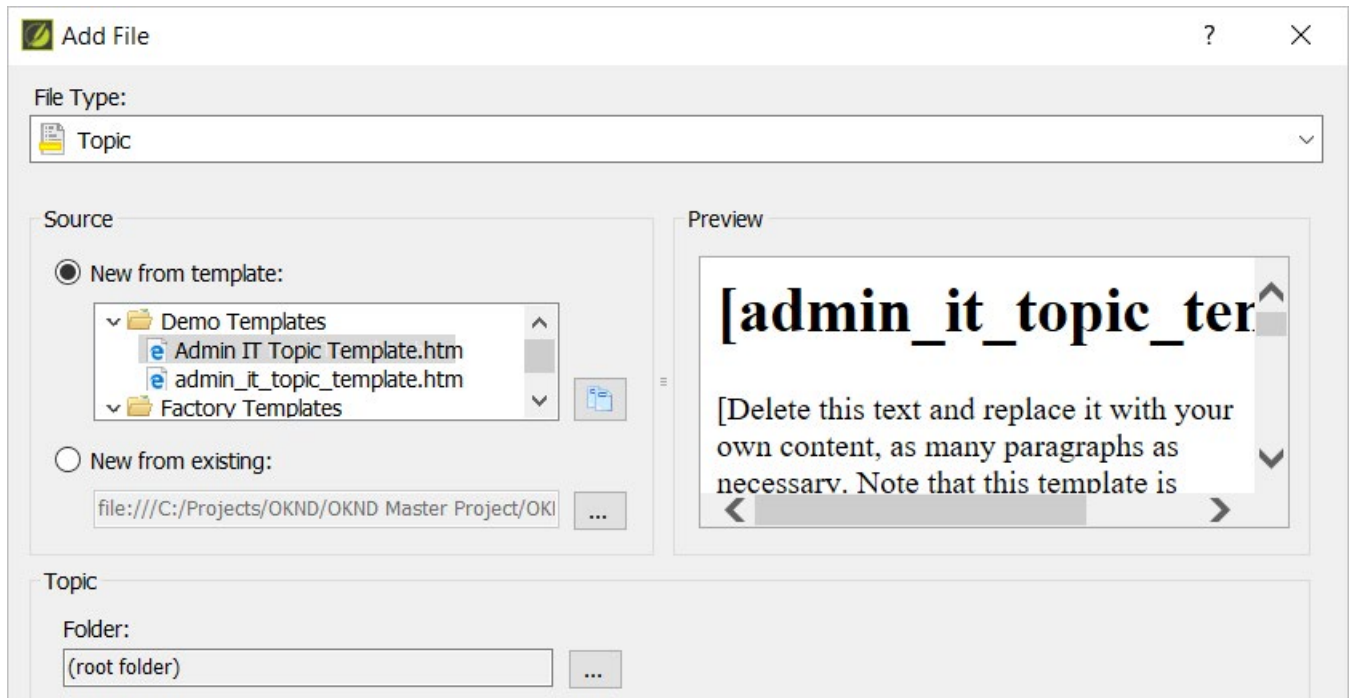 Add File
?
File Type:
Topic
Source
New from template:
Demo Templates
Admin IT Topic Template.htm
admin_it_topic_template.htm
Factory Templates
New from existing:
file:///C:/Projects/OKND/OKND Master Project/OKI
...
Preview
[admin_it_topic_ter
[Delete this text and replace it with your
own content, as many paragraphs as
necessary. Note that this template is
Topic
Folder:
(root folder)
...